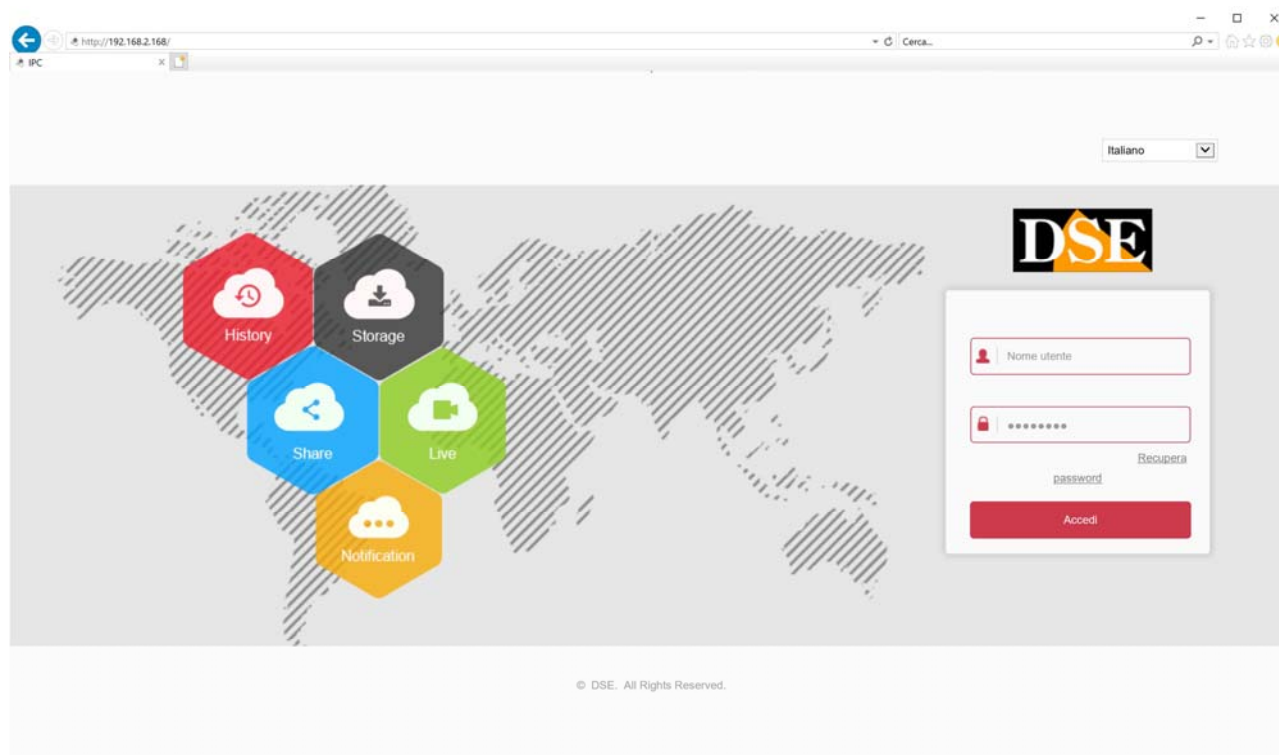 http://192.168.2.168/
Cerca...
IPC
Italiano
DSE
History
Storage
Nome utente
Share
Live
Recupera
password
Accedi
Notification
© DSE. All Rights Reserved.